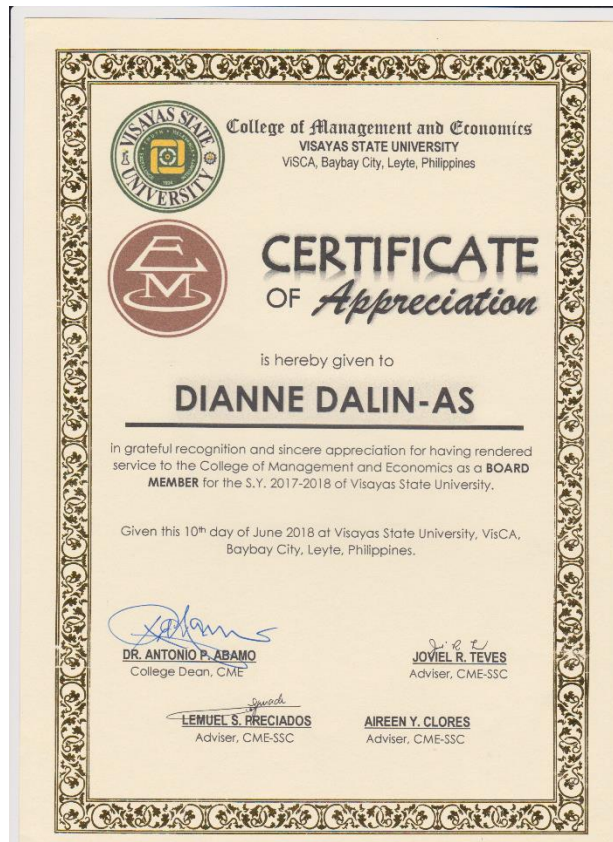 VISAYAS STATE
UNIVERSITY
College of Management and Economics
VISAYAS STATE UNIVERSITY
ViSCA, Baybay City, Leyte, Philippines
CERTIFICATE
OF Appreciation
is hereby given to
DIANNE DALIN-AS
in grateful recognition and sincere appreciation for having rendered
service to the College of Management and Economics as a BOARD
MEMBER for the S.Y. 2017-2018 of Visayas State University.
Given this 10th day of June 2018 at Visayas State University, VisCA,
Baybay City, Leyte, Philippines.
DR. ANTONIO P. ABAMO
College Dean, CME
JOVIEL R. TEVES
Adviser, CME-SSC
LEMUEL S. PRECIADOS
Adviser, CME-SSC
AIREEN Y. CLORES
Adviser, CME-SSC